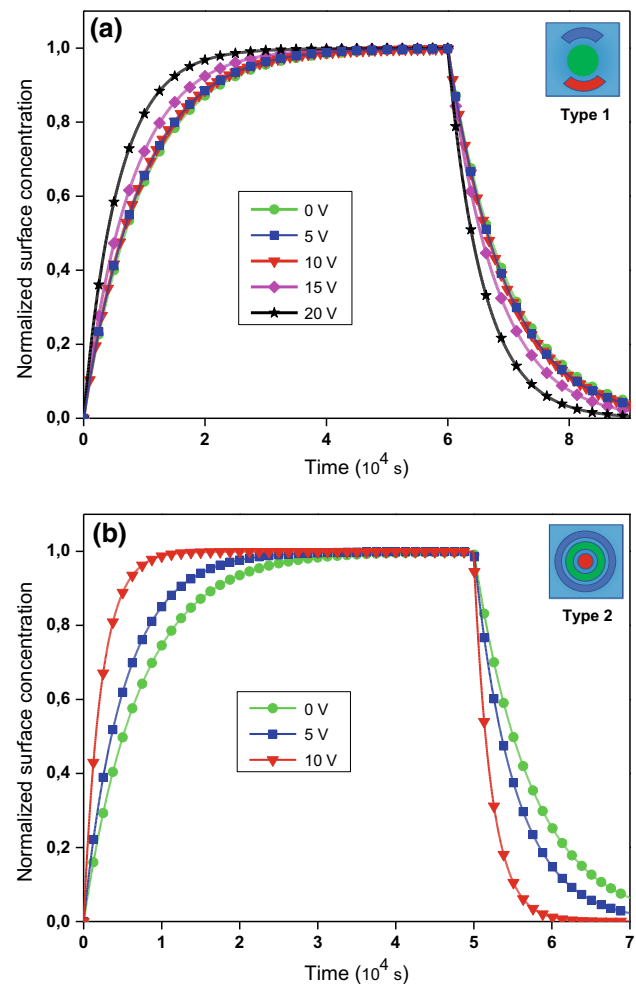 (a)
Type 1
Normalized surface concentration
1,0
0,8
0,6
0,4
0,2
0,0
0 V
5 V
10 V
15 V
20 V
0 2 4 6 8
Time (10⁴ s)
(b)
Type 2
Normalized surface concentration
1,0
0,8
0,6
0,4
0,2
0,0
0 V
5 V
10 V
0 1 2 3 4 5 6 7
Time (10⁴ s)